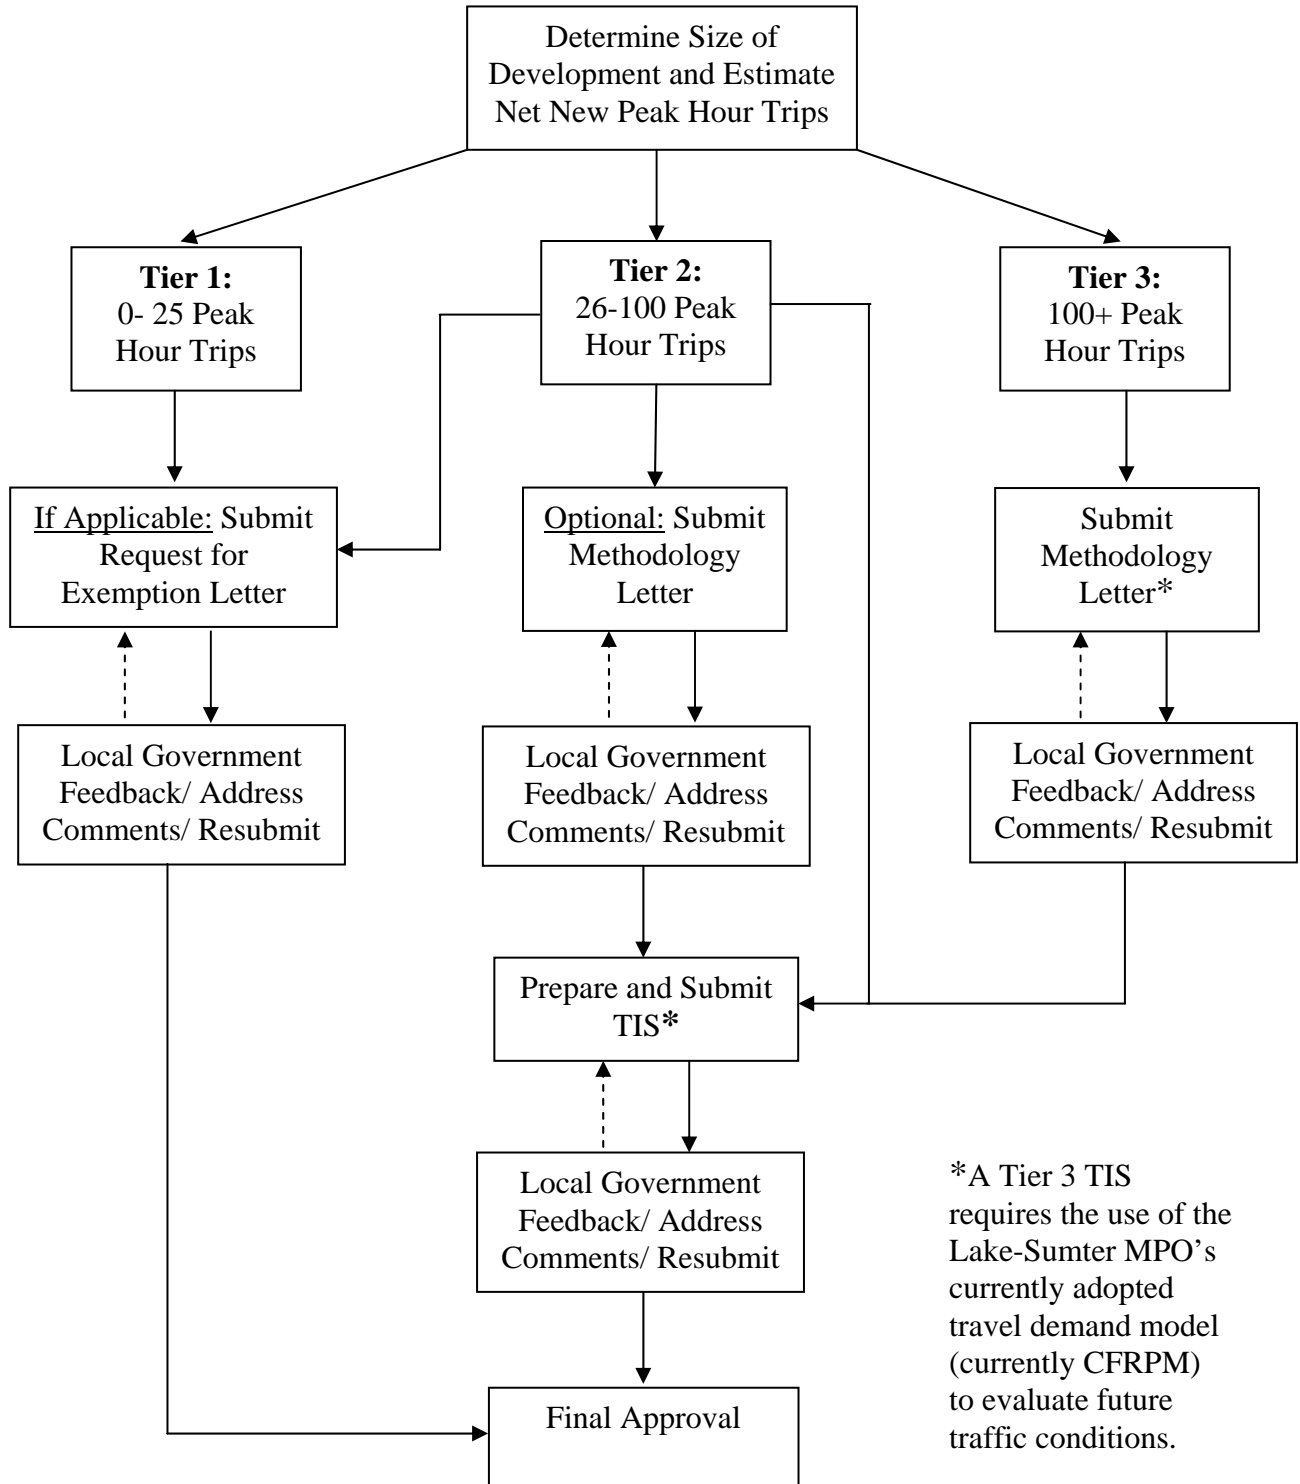 Determine Size of
Development and Estimate
Net New Peak Hour Trips
Tier 1:
0- 25 Peak
Hour Trips
Tier 2:
26-100 Peak
Hour Trips
Tier 3:
100+ Peak
Hour Trips
If Applicable: Submit
Request for
Exemption Letter
Optional: Submit
Methodology
Letter
Submit
Methodology
Letter*
Local Government
Feedback/ Address
Comments/ Resubmit
Local Government
Feedback/ Address
Comments/ Resubmit
Local Government
Feedback/ Address
Comments/ Resubmit
Prepare and Submit
TIS*
Local Government
Feedback/ Address
Comments/ Resubmit
*A Tier 3 TIS
requires the use of the
Lake-Sumter MPO’s
currently adopted
travel demand model
(currently CFRPM)
to evaluate future
traffic conditions.
Final Approval